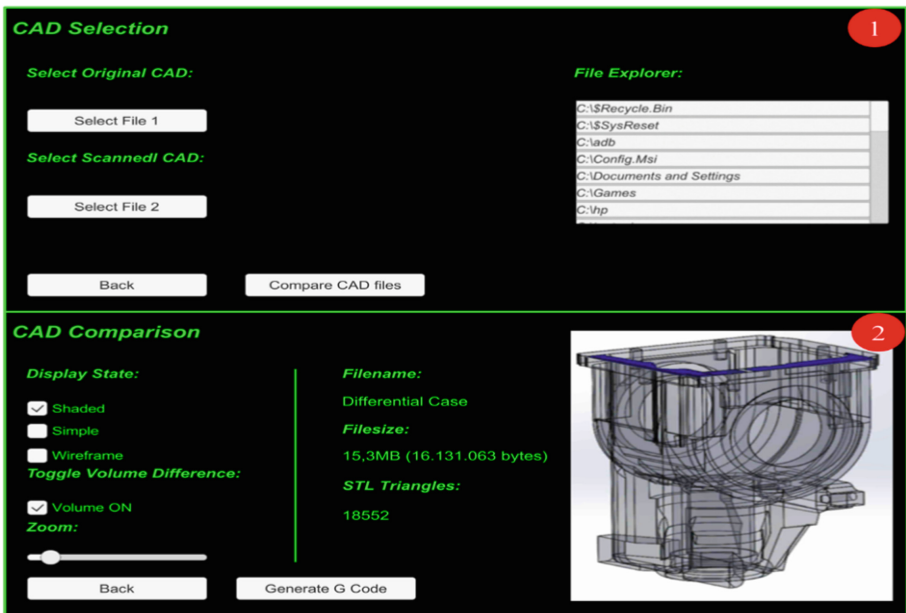 CAD Selection
1
Select Original CAD:
File Explorer:
Select File 1
C:\$Recycle.Bin
C:\$SysReset
C:\adb
Select Scannedl CAD:
C:\Config.Msi
C:\Documents and Settings
C:\Games
Select File 2
C:\hp
Back
Compare CAD files
CAD Comparison
2
Display State:
Shaded
Simple
Wireframe
Toggle Volume Difference:
Volume ON
Zoom:
Filename:
Differential Case
Filesize:
15,3MB (16.131.063 bytes)
STL Triangles:
18552
Back
Generate G Code